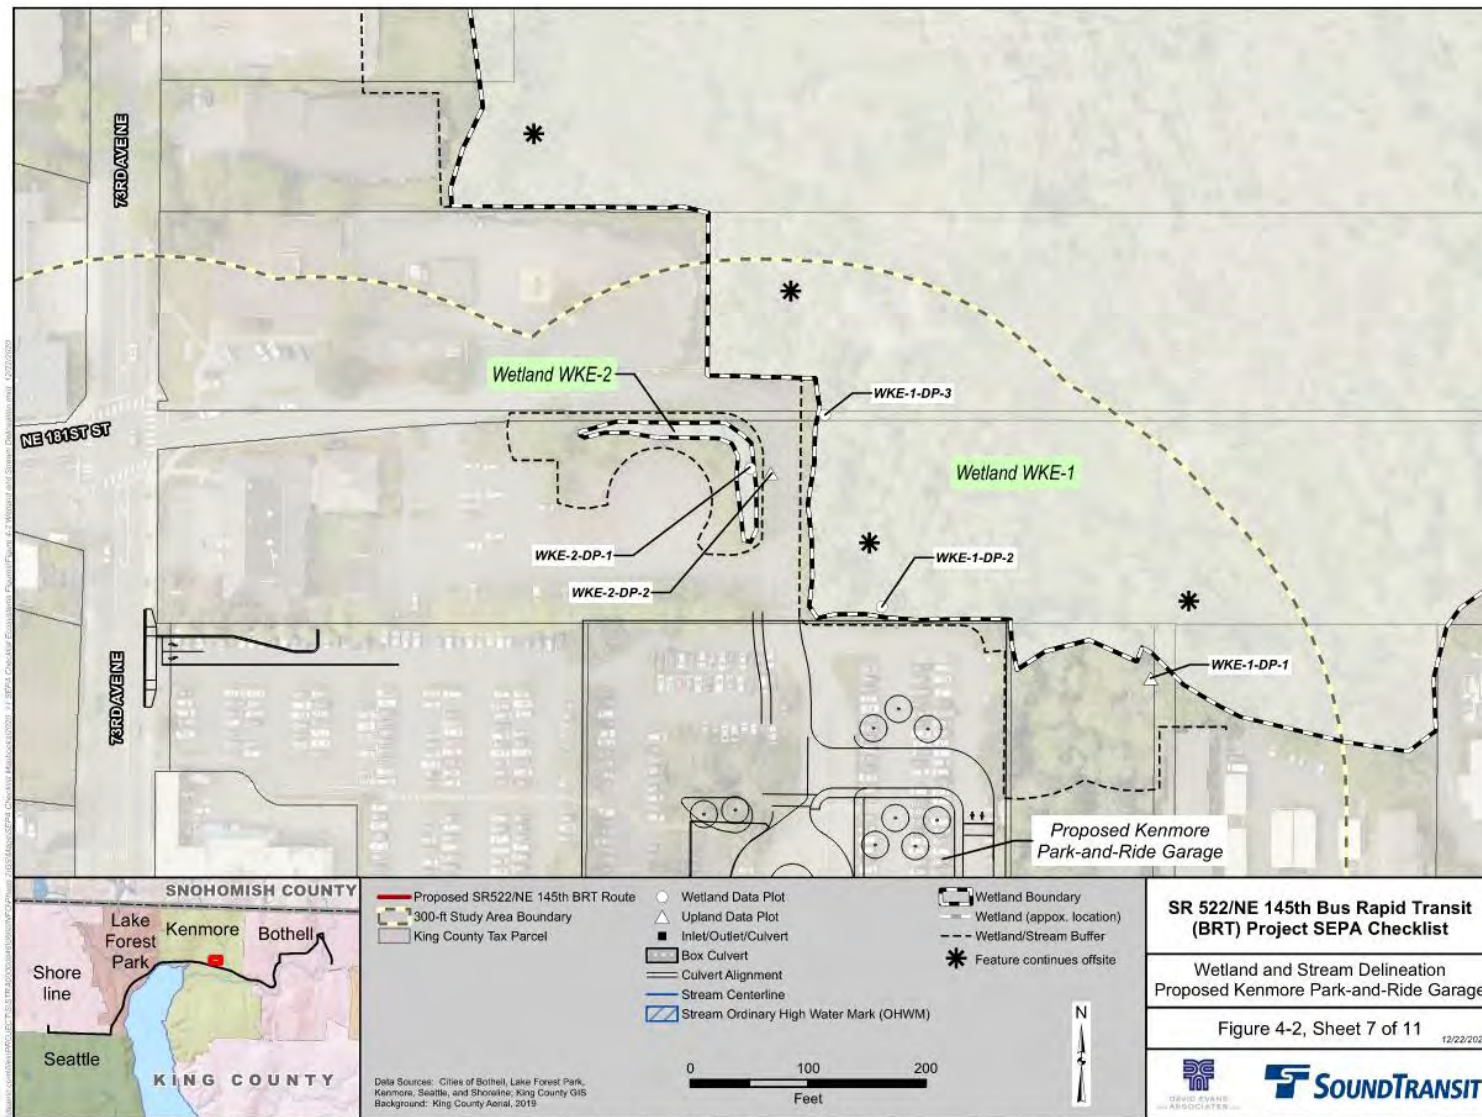 73RD AVE NE
Wetland WKE-2
WKE-1-DP-3
NE 181ST ST
Wetland WKE-1
WKE-2-DP-1
WKE-1-DP-2
WKE-2-DP-2
WKE-1-DP-1
73RD AVE NE
Proposed Kenmore
Park-and-Ride Garage
SNOHOMISH COUNTY
Lake
Forest
Park
Kenmore
Bothell
Shore
line
Seattle
KING COUNTY
Proposed SR522/NE 145th BRT Route
300-ft Study Area Boundary
King County Tax Parcel
Wetland Data Plot
Upland Data Plot
Inlet/Outlet/Culvert
Box Culvert
Culvert Alignment
Stream Centerline
Stream Ordinary High Water Mark (OHWM)
Wetland Boundary
Wetland (appox. location)
Wetland/Stream Buffer
Feature continues offsite
N
Data Sources: Cities of Bothell, Lake Forest Park,
Kenmore, Seattle, and Shoreline; King County GIS
Background: King County Aerial, 2019
0 100 200
Feet
SR 522/NE 145th Bus Rapid Transit
(BRT) Project SEPA Checklist
Wetland and Stream Delineation
Proposed Kenmore Park-and-Ride Garage
Figure 4-2, Sheet 7 of 11
12/22/202
DAVID EVANS
AND ASSOCIATES
SOUNDTRANSIT